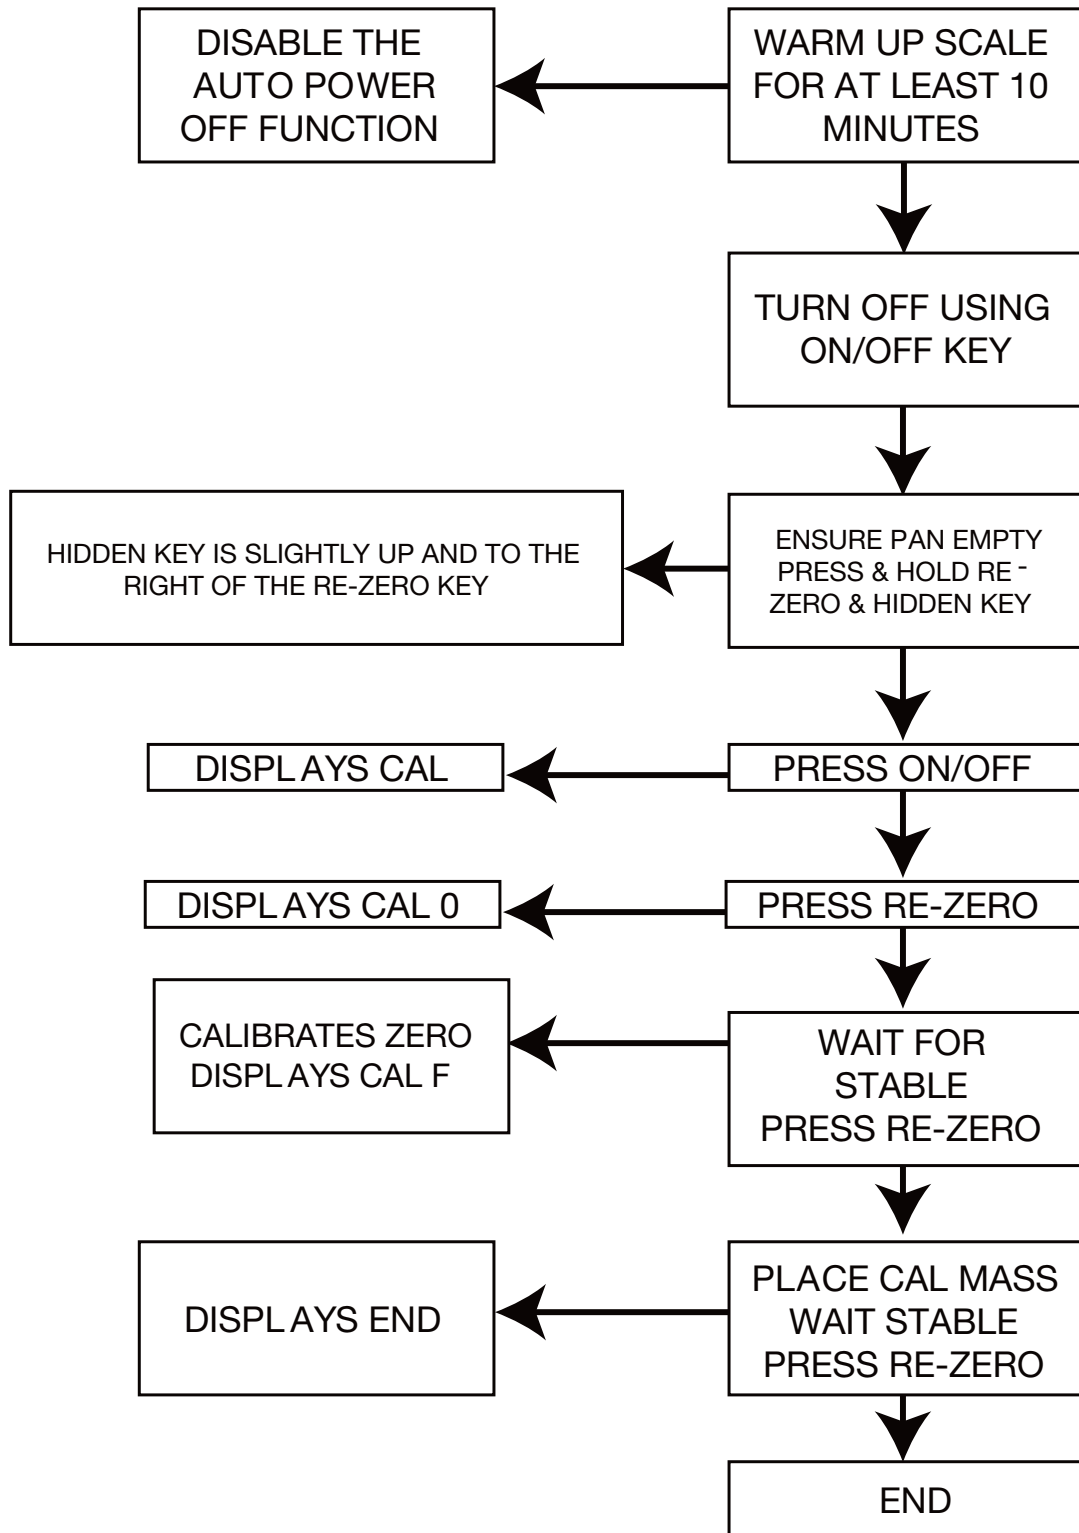 DISABLE THE
AUTO POWER
OFF FUNCTION
WARM UP SCALE
FOR AT LEAST 10
MINUTES
TURN OFF USING
ON/OFF KEY
HIDDEN KEY IS SLIGHTLY UP AND TO THE
RIGHT OF THE RE-ZERO KEY
ENSURE PAN EMPTY
PRESS & HOLD RE-
ZERO & HIDDEN KEY
DISPLAYS CAL
PRESS ON/OFF
DISPLAYS CAL 0
PRESS RE-ZERO
CALIBRATES ZERO
DISPLAYS CAL F
WAIT FOR
STABLE
PRESS RE-ZERO
DISPLAYS END
PLACE CAL MASS
WAIT STABLE
PRESS RE-ZERO
END